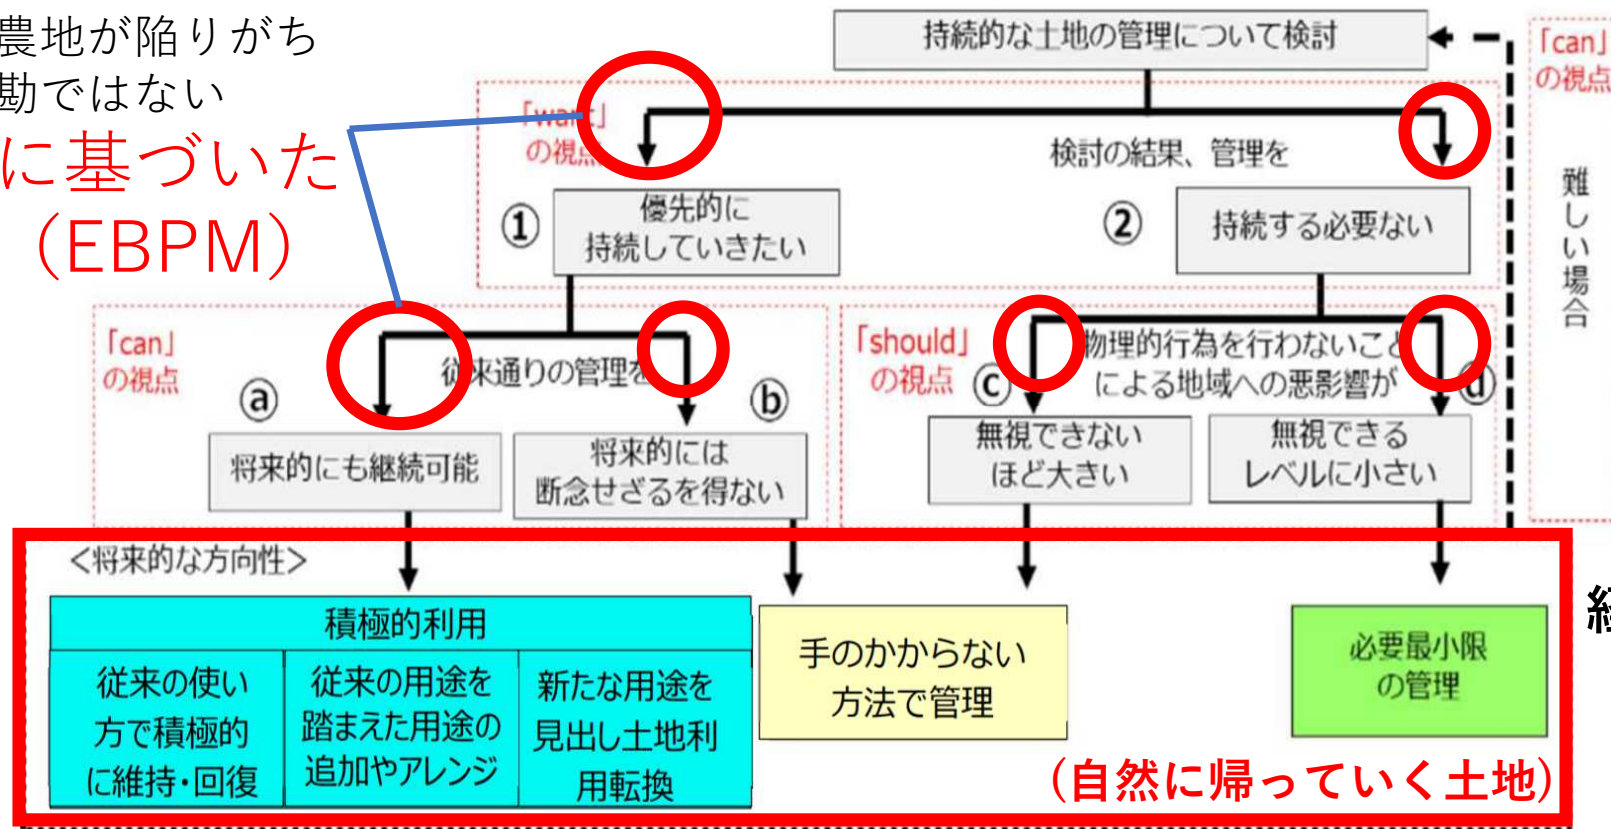 農地が陥りがち
勘ではない
に基づいた
（EBPM）
持続的な土地の管理について検討
「can」
の視点
難しい場合
「want」
の視点
検討の結果、管理を
①
優先的に
持続していきたい
②
持続する必要ない
「can」
の視点
従来通りの管理を
ⓐ
将来的にも継続可能
ⓑ
将来的には
断念せざるを得ない
「should」
の視点
物理的行為を行わないこと
による地域への悪影響が
ⓒ
無視できない
ほど大きい
ⓓ
無視できる
レベルに小さい
＜将来的な方向性＞
積極的利用
従来の使い
方で積極的
に維持・回復
従来の用途を
踏まえた用途の
追加やアレンジ
新たな用途を
見出し土地利
用転換
手のかからない
方法で管理
必要最小限
の管理
(自然に帰っていく土地)